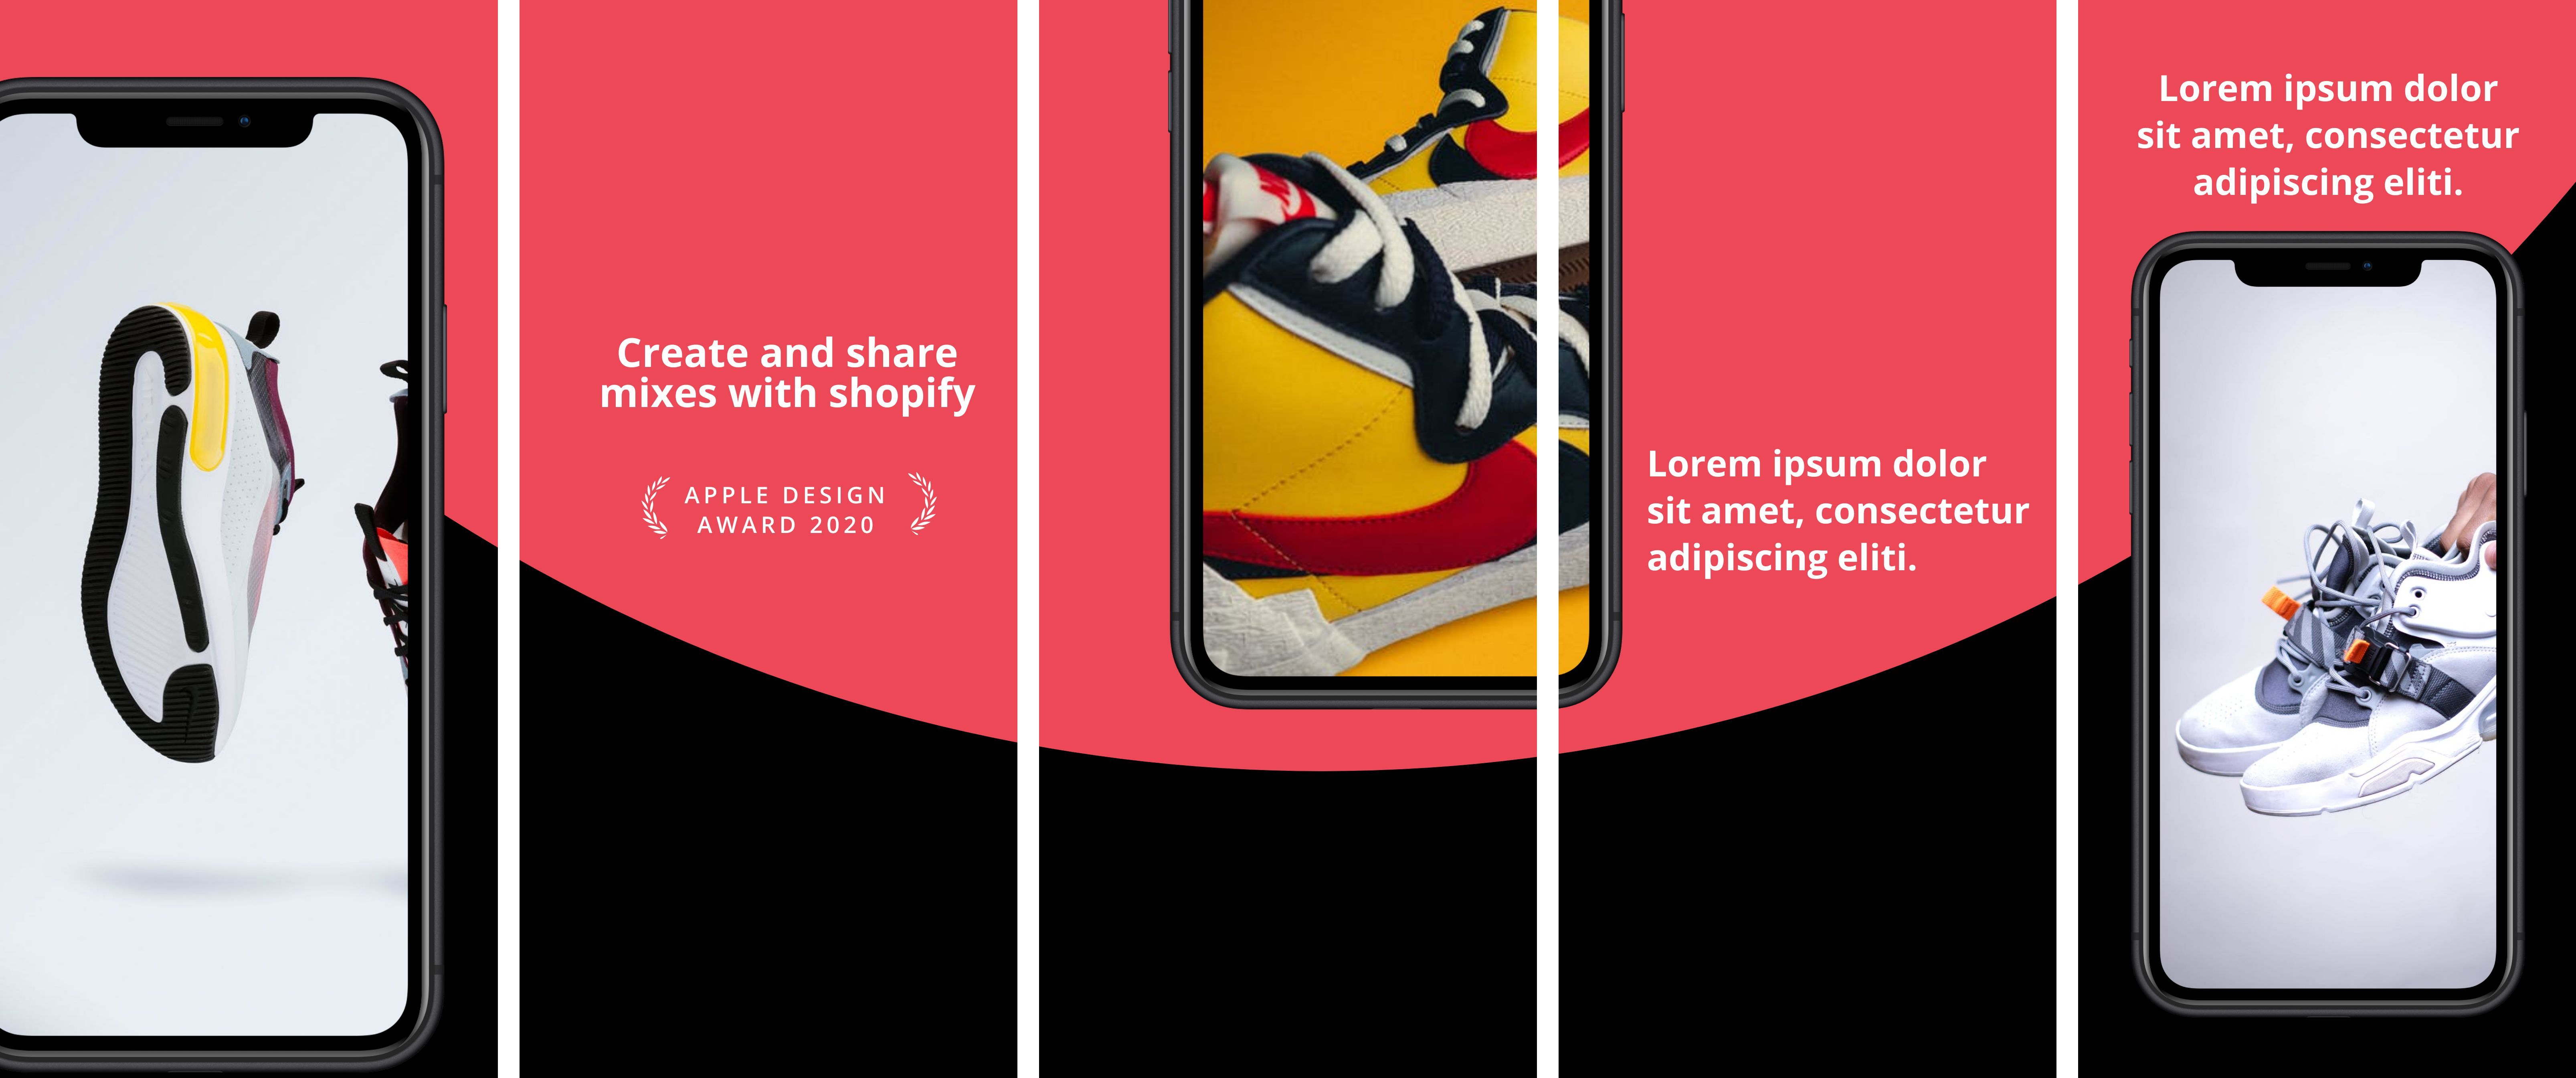 Create and share
mixes with shopify
APPLE DESIGN
AWARD 2020
Lorem ipsum dolor
sit amet, consectetur
adipiscing eliti.
Lorem ipsum dolor
sit amet, consectetur
adipiscing eliti.